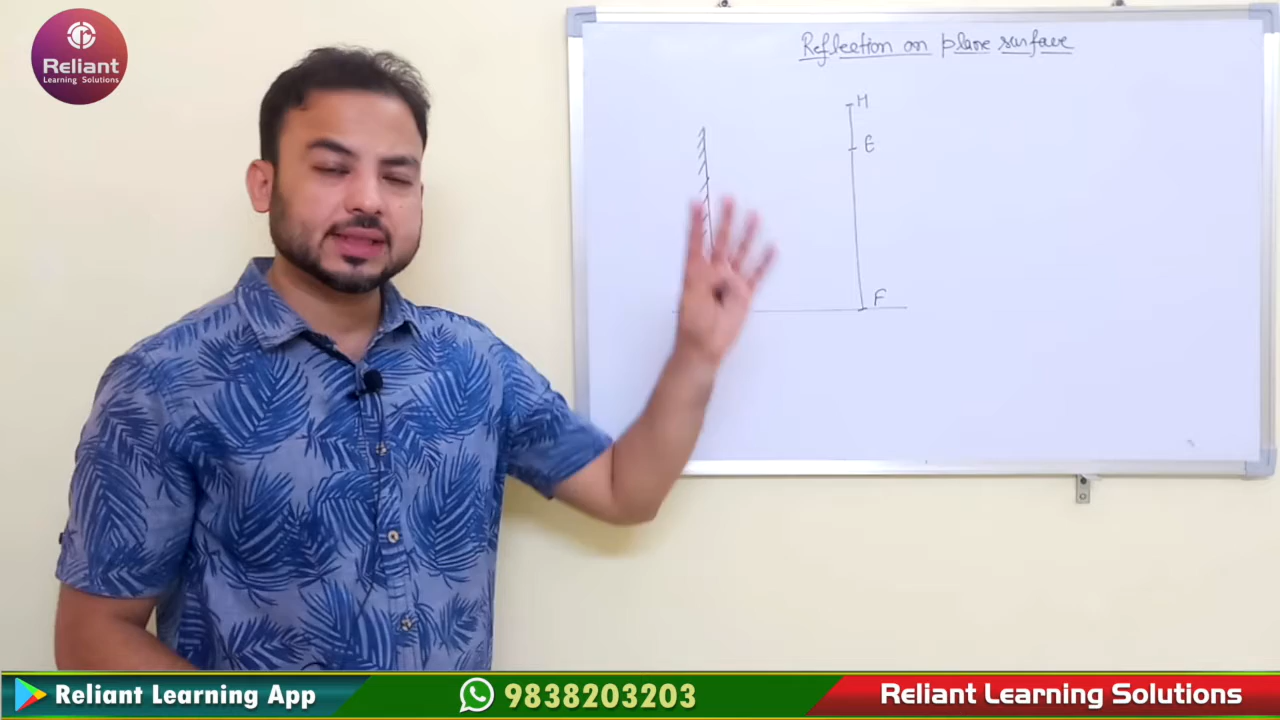 Reliant
Learning Solutions
Reflection on plane surface
H
E
F
Reliant Learning App
9838203203
Reliant Learning Solutions